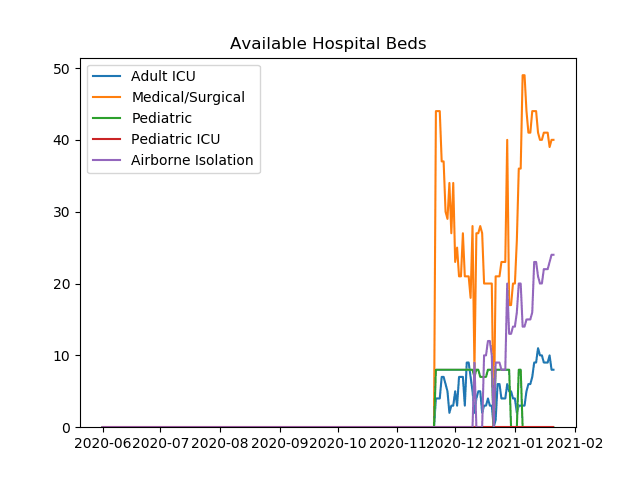 Available Hospital Beds
50
40
30
20
10
0
Adult ICU
Medical/Surgical
Pediatric
Pediatric ICU
Airborne Isolation
2020-06 2020-07 2020-08 2020-09 2020-10 2020-11 2020-12 2021-01 2021-02